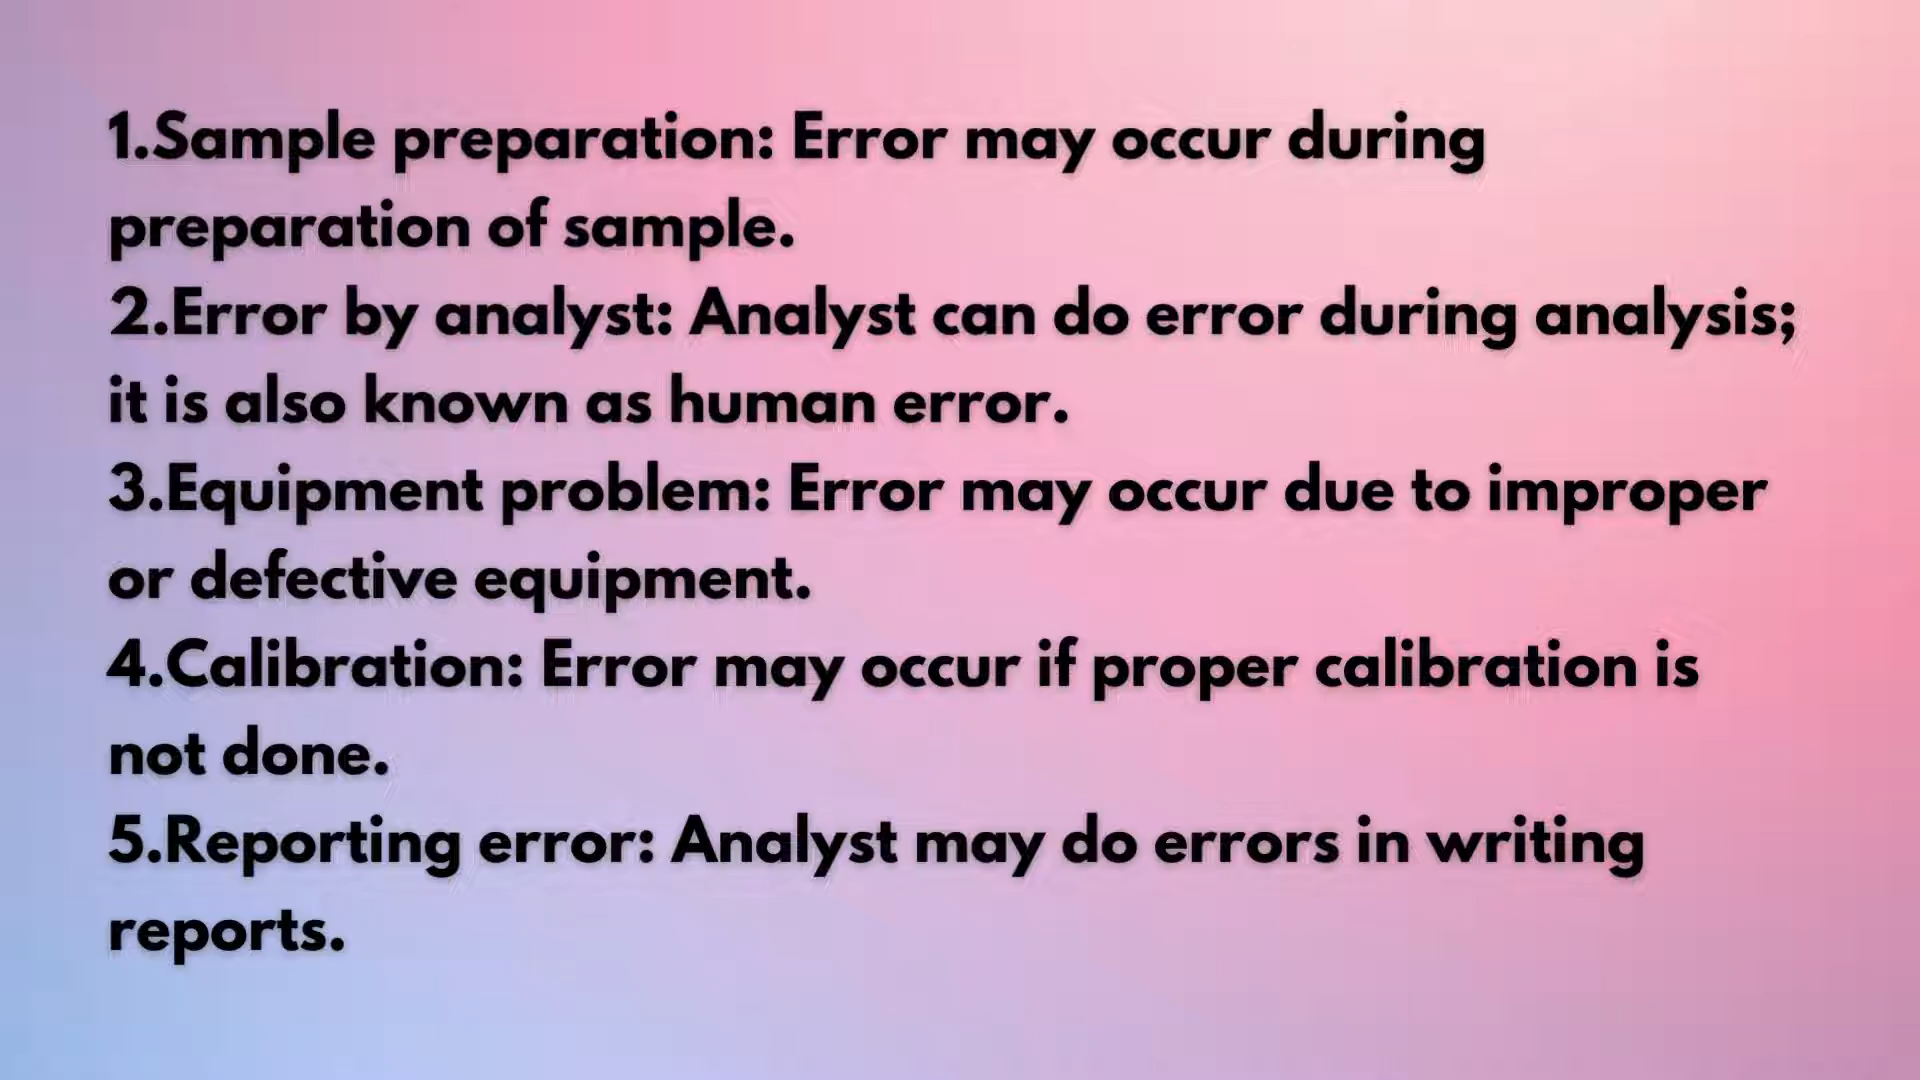 1.Sample preparation: Error may occur during
preparation of sample.
2.Error by analyst: Analyst can do error during analysis;
it is also known as human error.
3.Equipment problem: Error may occur due to improper
or defective equipment.
4.Calibration: Error may occur if proper calibration is
not done.
5.Reporting error: Analyst may do errors in writing
reports.